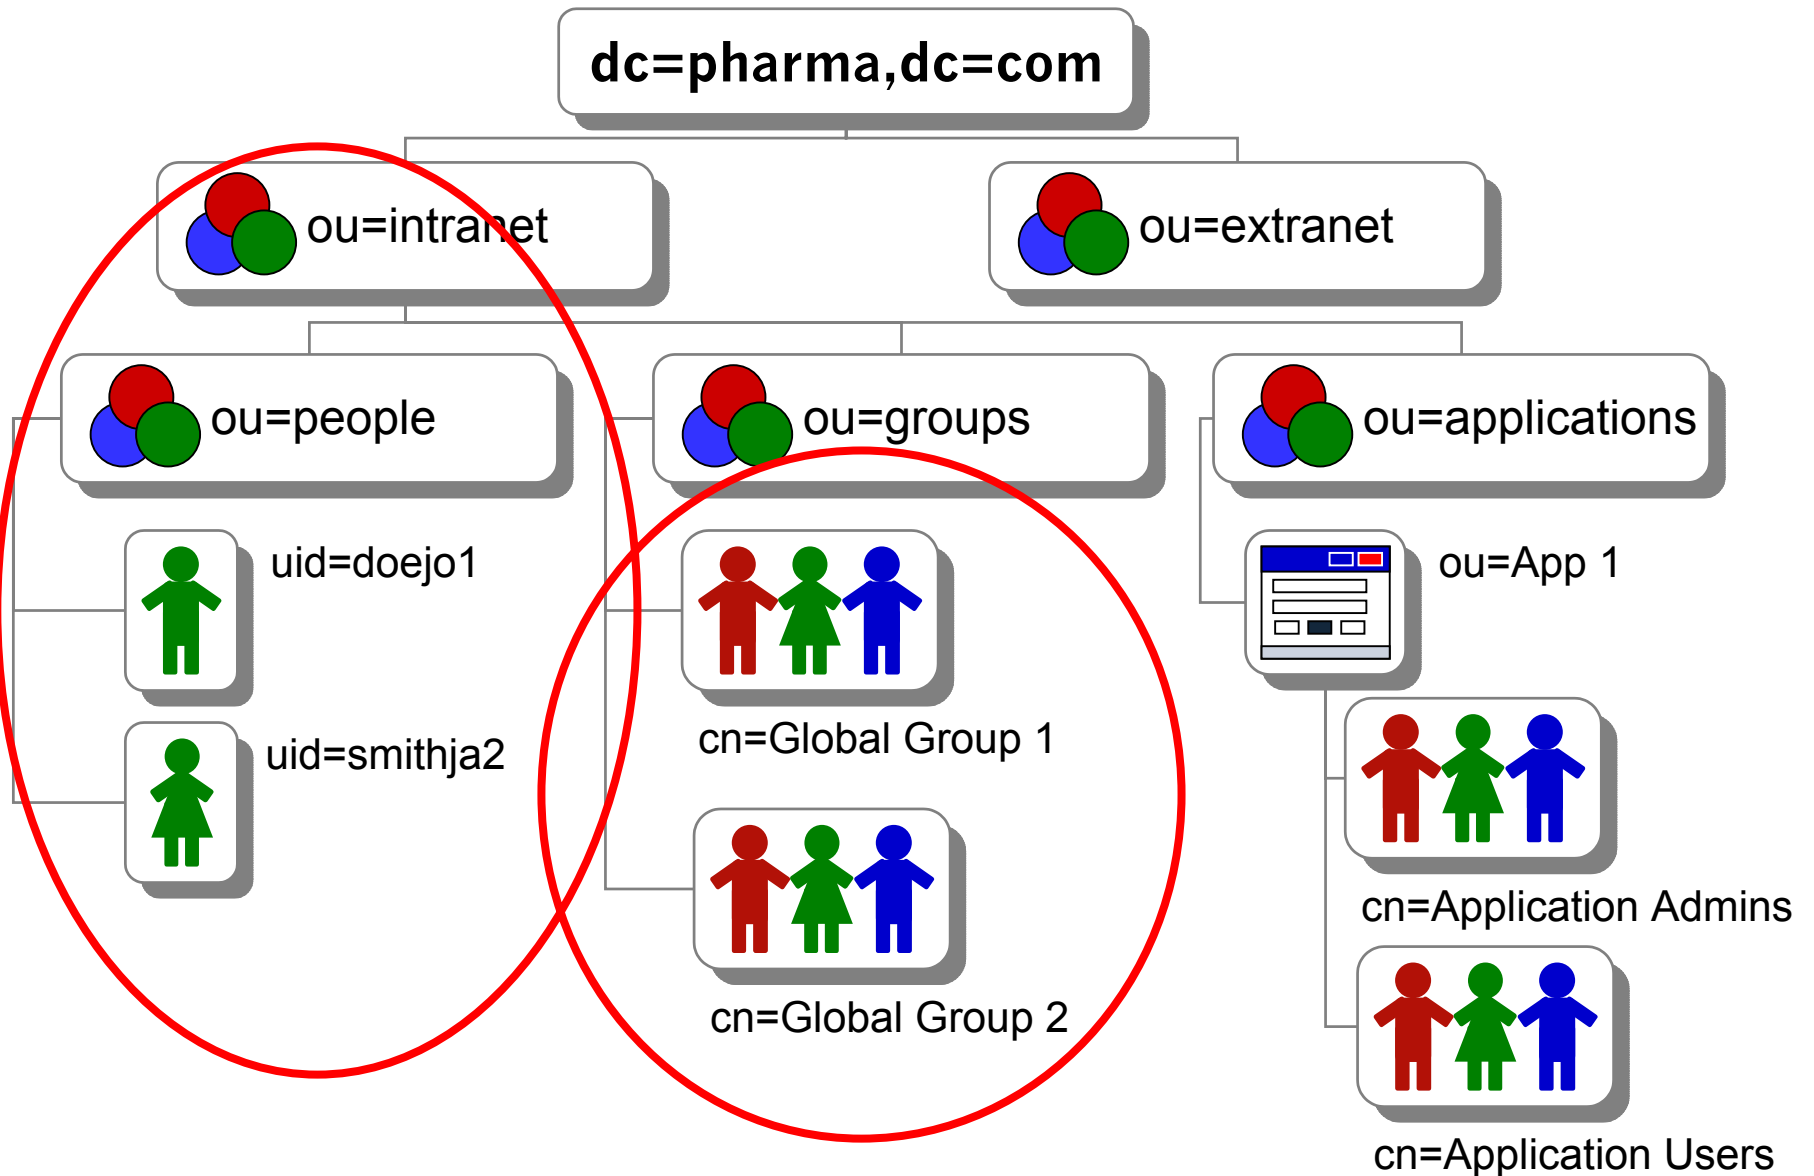 dc=pharma,dc=com
ou=intranet
ou=extranet
ou=people
ou=groups
ou=applications
uid=doejo1
ou=App 1
cn=Global Group 1
uid=smithja2
cn=Application Admins
cn=Global Group 2
cn=Application Users